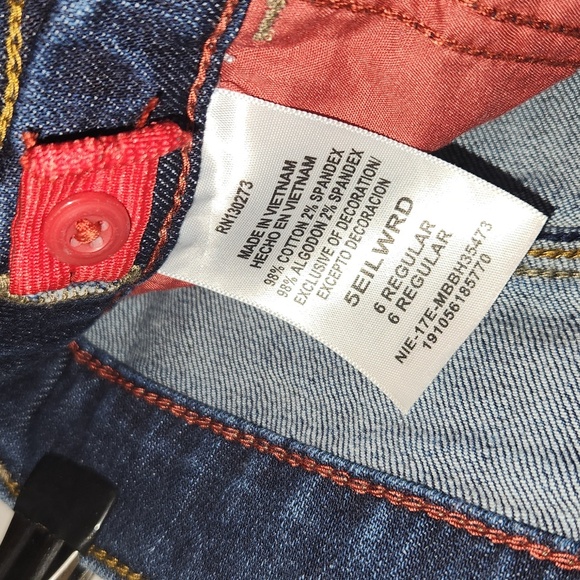 RN130273
MADE IN VIETNAM
HECHO EN VIETNAM
98% COTTON 2% SPANDEX
98% ALGODON 2% SPANDEX
EXCLUSIVE OF DECORATION/
EXCEPTO DECORACION
5EILWRD
6 REGULAR
6 REGULAR
NIE-17E-MBBH35473
191056185770